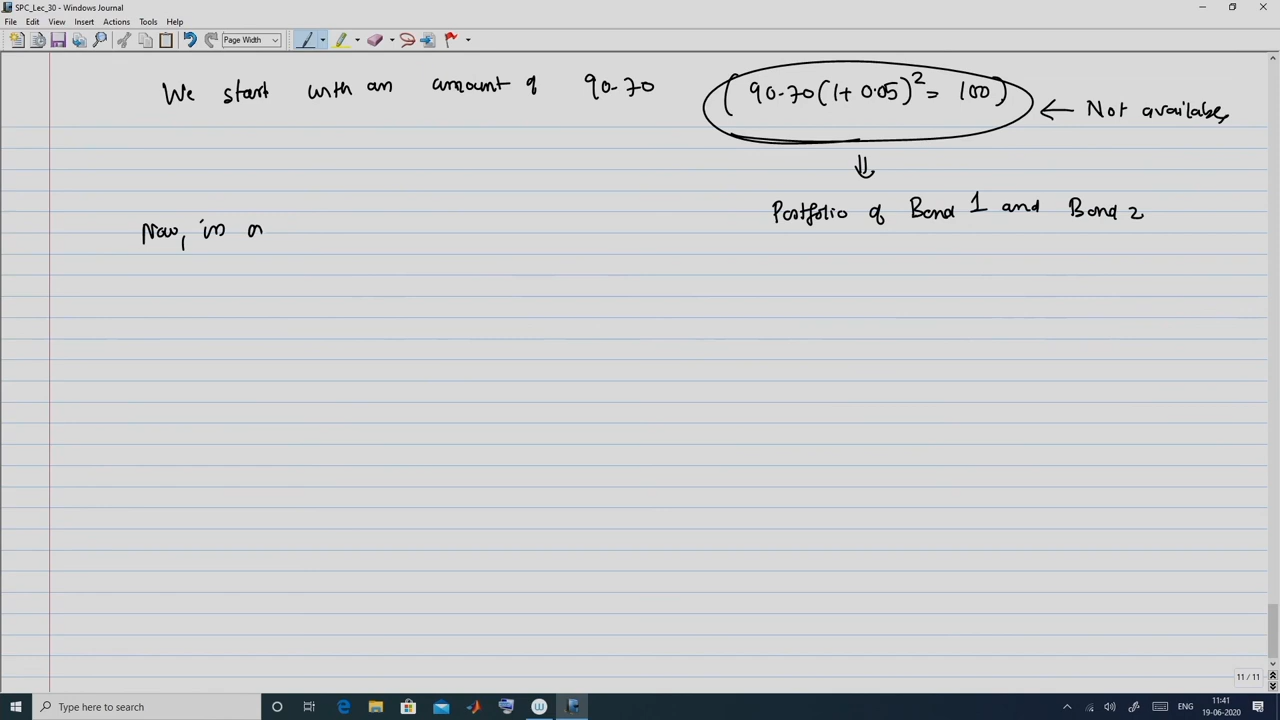 SPC_Lec_30 - Windows Journal
File Edit View Insert Actions Tools Help
Page Width
We start with an amount of 90.70 (90.70(1+0.05)²= 100) ← Not available
⇓
Portfolio of Bond 1 and Bond 2
Now, in a
11 / 11
Type here to search
ENG
11:41
19-06-2020